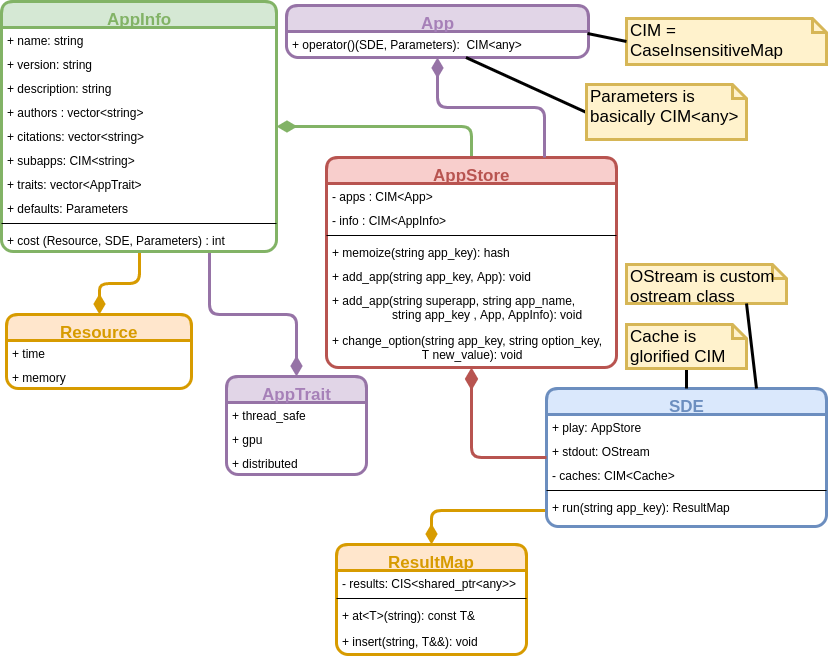 AppInfo
+ name: string
+ version: string
+ description: string
+ authors : vector<string>
+ citations: vector<string>
+ subapps: CIM<string>
+ traits: vector<AppTrait>
+ defaults: Parameters
+ cost (Resource, SDE, Parameters) : int
App
+ operator()(SDE, Parameters): CIM<any>
CIM =
CaseInsensitiveMap
Parameters is
basically CIM<any>
AppStore
- apps : CIM<App>
- info : CIM<AppInfo>
+ memoize(string app_key): hash
+ add_app(string app_key, App): void
+ add_app(string superapp, string app_name,
string app_key , App, AppInfo): void
+ change_option(string app_key, string option_key,
T new_value): void
OStream is custom
ostream class
Cache is
glorified CIM
Resource
+ time
+ memory
AppTrait
+ thread_safe
+ gpu
+ distributed
SDE
+ play: AppStore
+ stdout: OStream
- caches: CIM<Cache>
+ run(string app_key): ResultMap
ResultMap
- results: CIS<shared_ptr<any>>
+ at<T>(string): const T&
+ insert(string, T&&): void